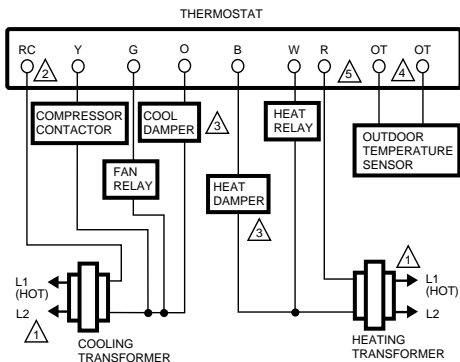 THERMOSTAT
RC Y G O B W R OT OT
2 5 4
COMPRESSOR
CONTACTOR
COOL
DAMPER
3
HEAT
RELAY
OUTDOOR
TEMPERATURE
SENSOR
FAN
RELAY
HEAT
DAMPER
3
L1
(HOT)
L2
1
COOLING
TRANSFORMER
1
L1
(HOT)
L2
HEATING
TRANSFORMER